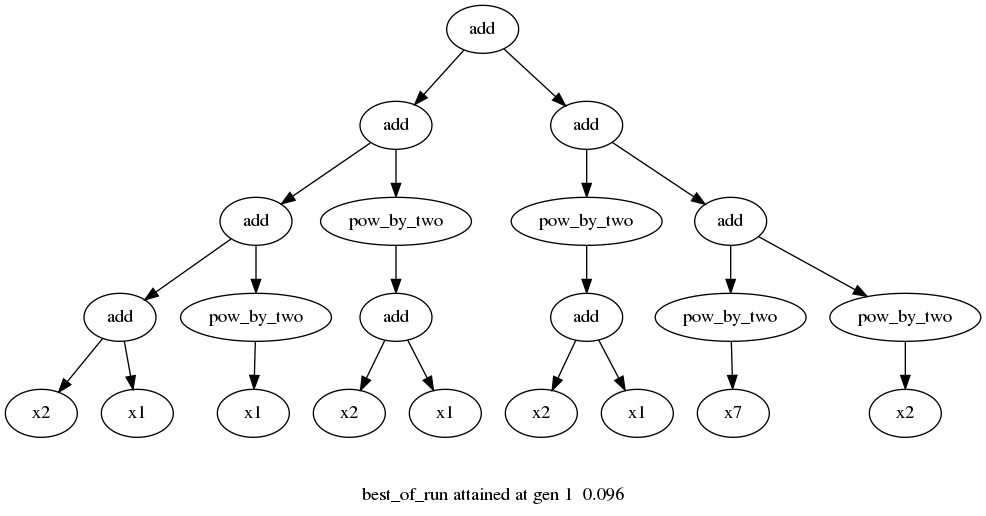 add
add add
add pow_by_two pow_by_two add
add pow_by_two add add pow_by_two pow_by_two
x2 x1 x1 x2 x1 x2 x1 x7 x2
best_of_run attained at gen 1 0.096